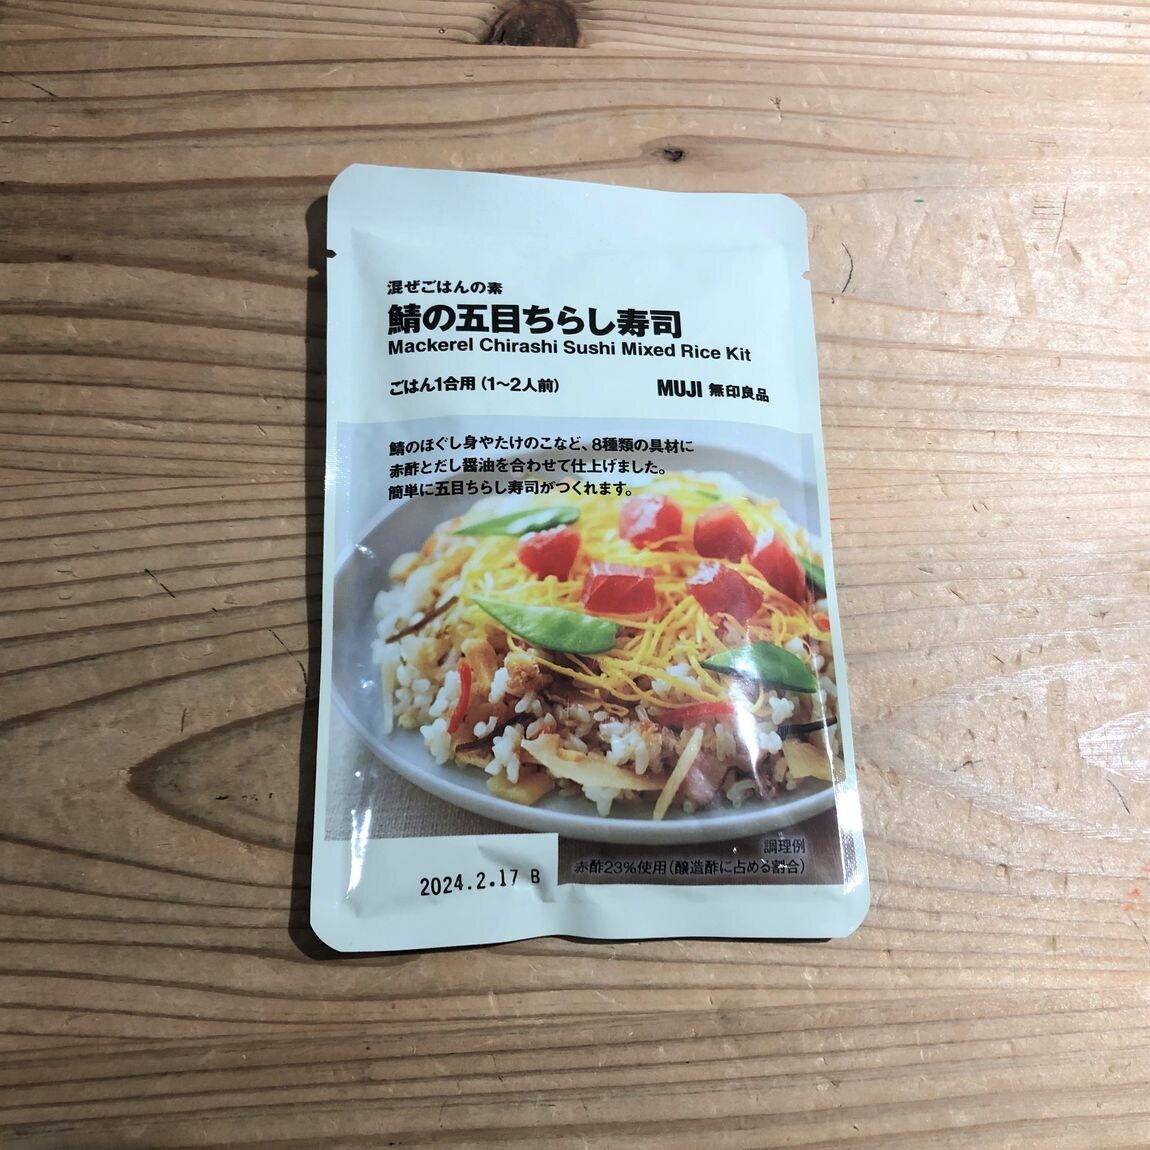 混ぜごはんの素
鯖の五目ちらし寿司
Mackerel Chirashi Sushi Mixed Rice Kit
ごはん1合用（1～2人前）
MUJI 無印良品
鯖のほぐし身やたけのこなど、8種類の具材に
赤酢とだし醤油を合わせて仕上げました。
簡単に五目ちらし寿司がつくれます。
調理例
赤酢23%使用（醸造酢に占める割合）
2024.2.17 B